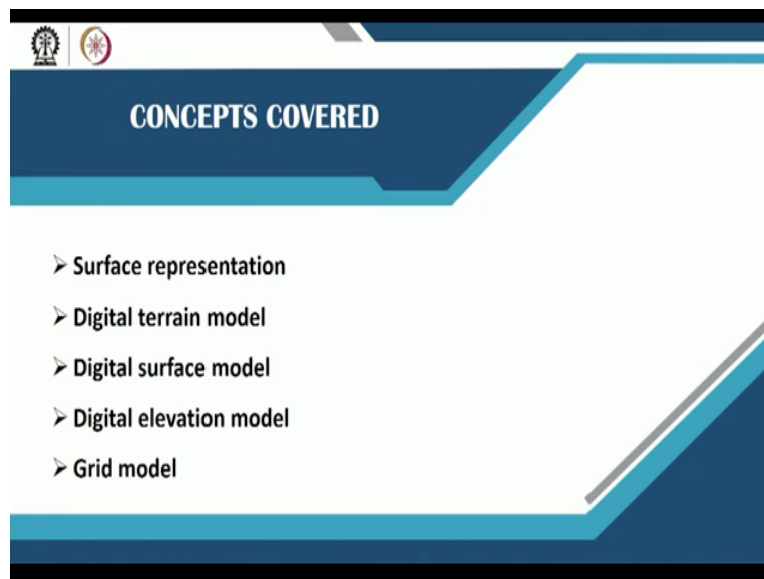 CONCEPTS COVERED
➢ Surface representation
➢ Digital terrain model
➢ Digital surface model
➢ Digital elevation model
➢ Grid model